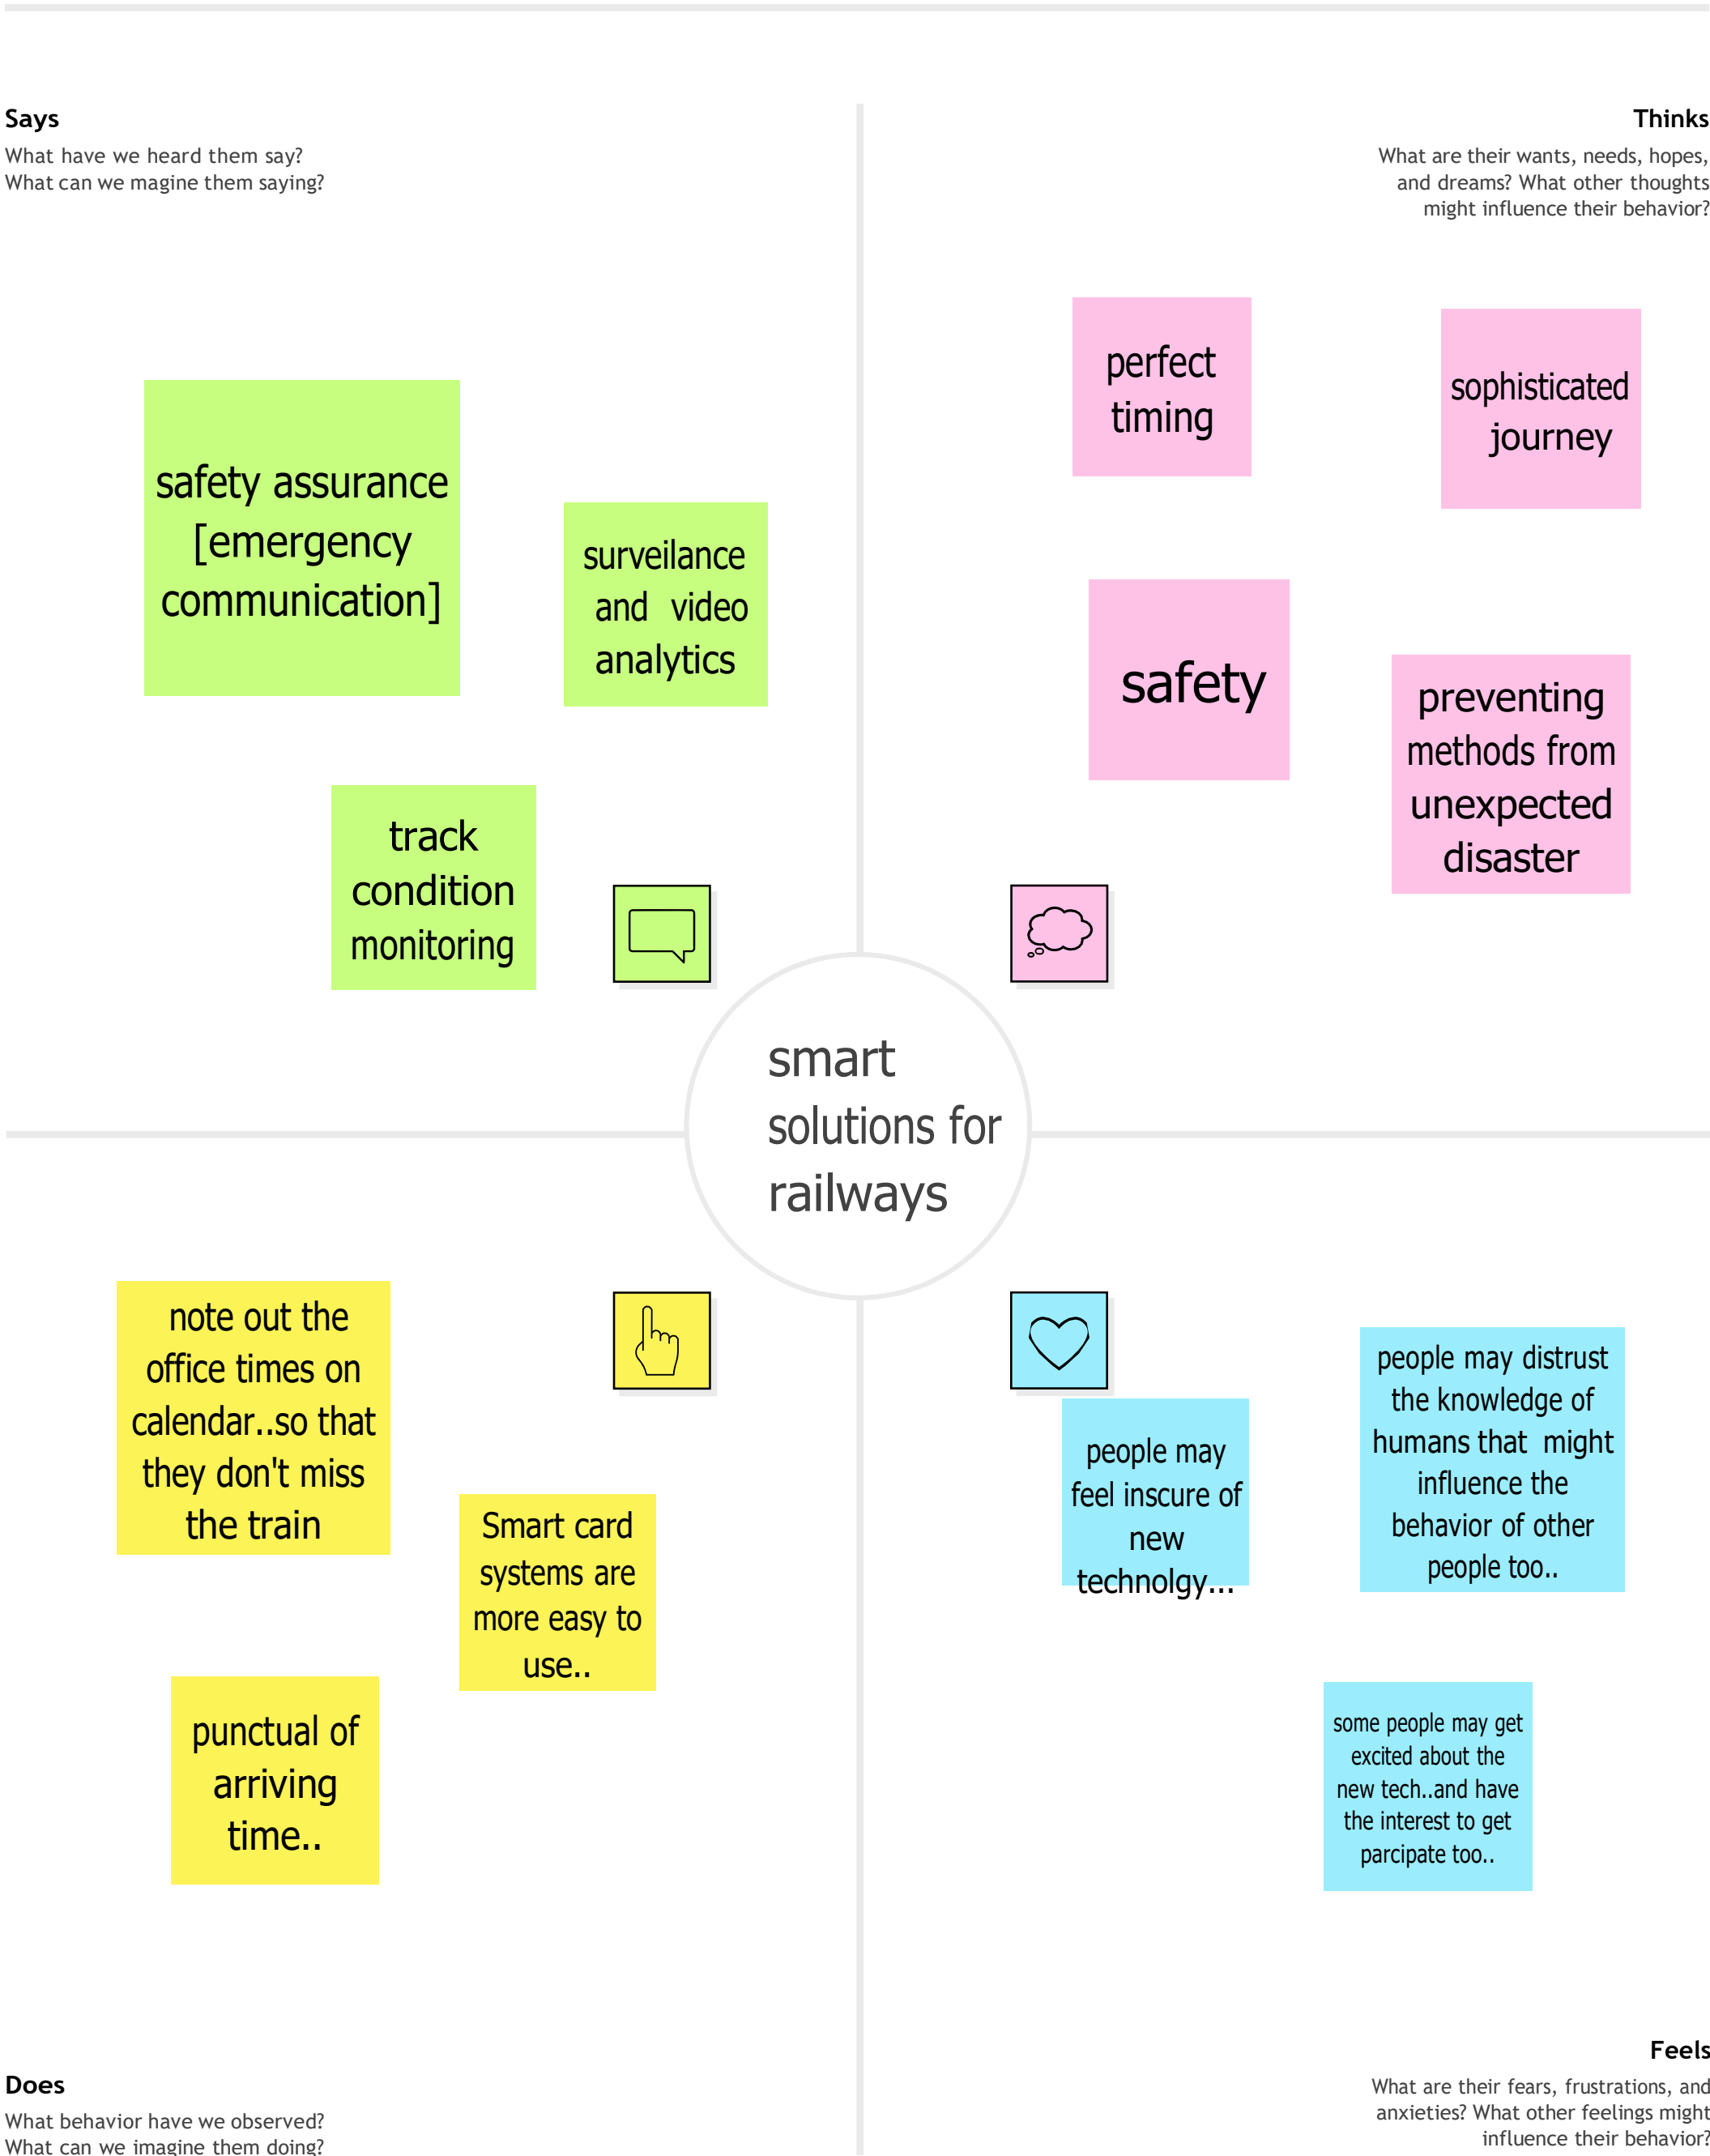 Says
What have we heard them say?
What can we magine them saying?
Thinks
What are their wants, needs, hopes,
and dreams? What other thoughts
might influence their behavior?
safety assurance
[emergency
communication]
surveilance
and video
analytics
track
condition
monitoring
perfect
timing
sophisticated
journey
safety
preventing
methods from
unexpected
disaster
smart
solutions for
railways
note out the
office times on
calendar..so that
they don't miss
the train
Smart card
systems are
more easy to
use..
punctual of
arriving
time..
people may
feel inscure of
new
technolgy...
people may distrust
the knowledge of
humans that might
influence the
behavior of other
people too..
some people may get
excited about the
new tech..and have
the interest to get
parcipate too..
Does
What behavior have we observed?
What can we imagine them doing?
Feels
What are their fears, frustrations, and
anxieties? What other feelings might
influence their behavior?